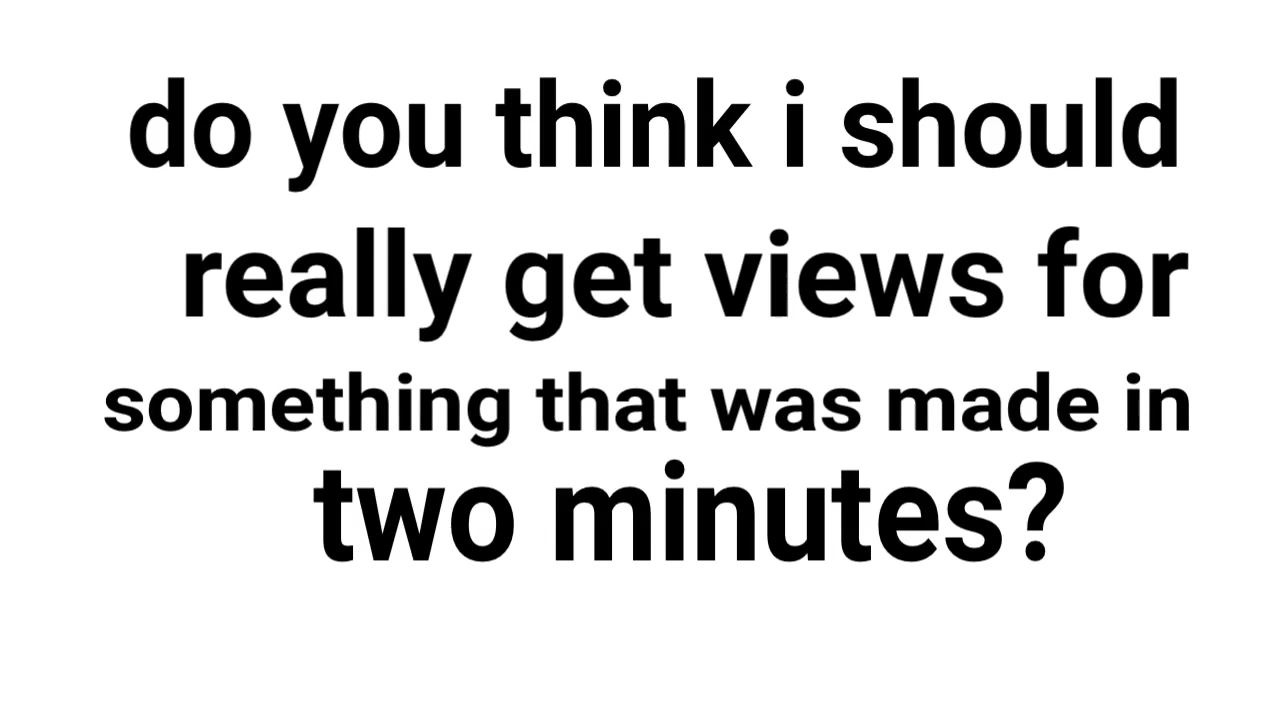 do you think i should
really get views for
something that was made in
two minutes?